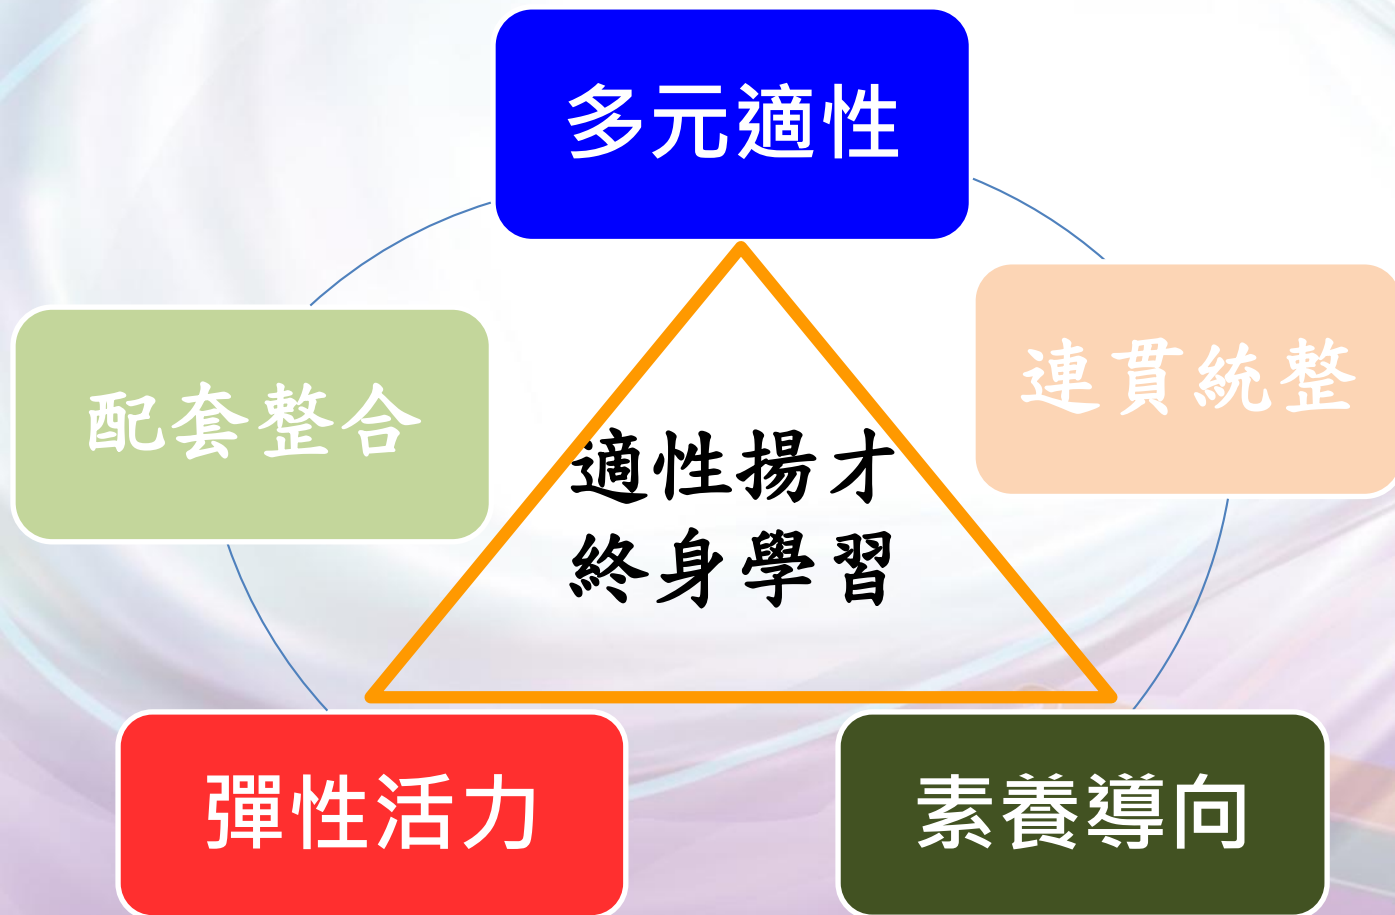 多元適性
連貫統整
配套整合
適性揚才
終身學習
彈性活力
素養導向